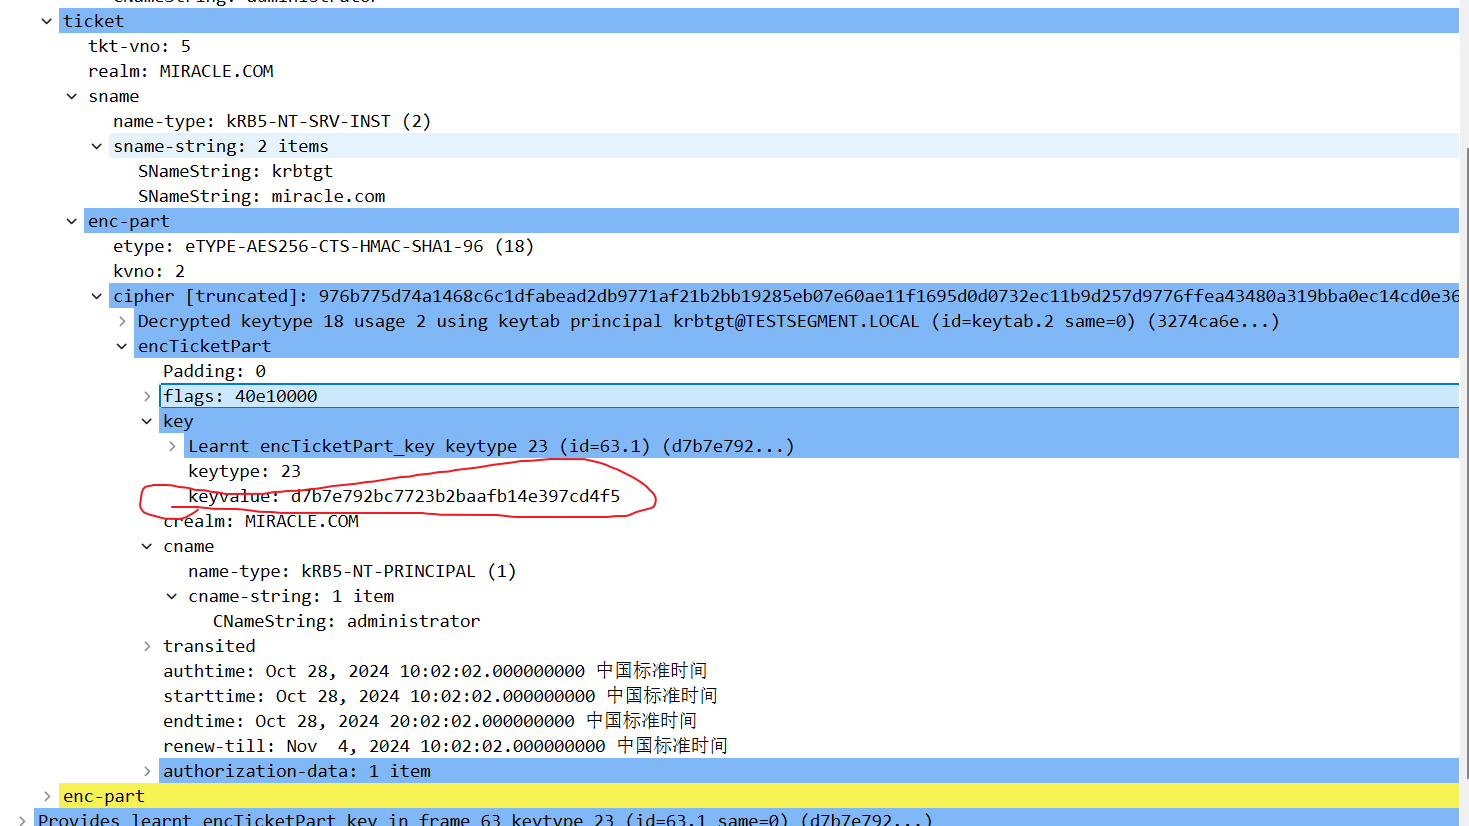 CNameString: administrator
ticket
tkt-vno: 5
realm: MIRACLE.COM
sname
name-type: kRB5-NT-SRV-INST (2)
sname-string: 2 items
SNameString: krbtgt
SNameString: miracle.com
enc-part
etype: eTYPE-AES256-CTS-HMAC-SHA1-96 (18)
kvno: 2
cipher [truncated]: 976b775d74a1468c6c1dfabead2db9771af21b2bb19285eb07e60ae11f1695d0d0732ec11b9d257d9776ffea43480a319bba0ec14cd0e36
Decrypted keytype 18 usage 2 using keytab principal krbtgt@TESTSEGMENT.LOCAL (id=keytab.2 same=0) (3274ca6e...)
encTicketPart
Padding: 0
flags: 40e10000
key
Learnt encTicketPart_key keytype 23 (id=63.1) (d7b7e792...)
keytype: 23
keyvalue: d7b7e792bc7723b2baafb14e397cd4f5
crealm: MIRACLE.COM
cname
name-type: kRB5-NT-PRINCIPAL (1)
cname-string: 1 item
CNameString: administrator
transited
authtime: Oct 28, 2024 10:02:02.000000000 中国标准时间
starttime: Oct 28, 2024 10:02:02.000000000 中国标准时间
endtime: Oct 28, 2024 20:02:02.000000000 中国标准时间
renew-till: Nov  4, 2024 10:02:02.000000000 中国标准时间
authorization-data: 1 item
enc-part
Provides learnt encTicketPart_key in frame 63 keytype 23 (id=63.1 same=0) (d7b7e792...)